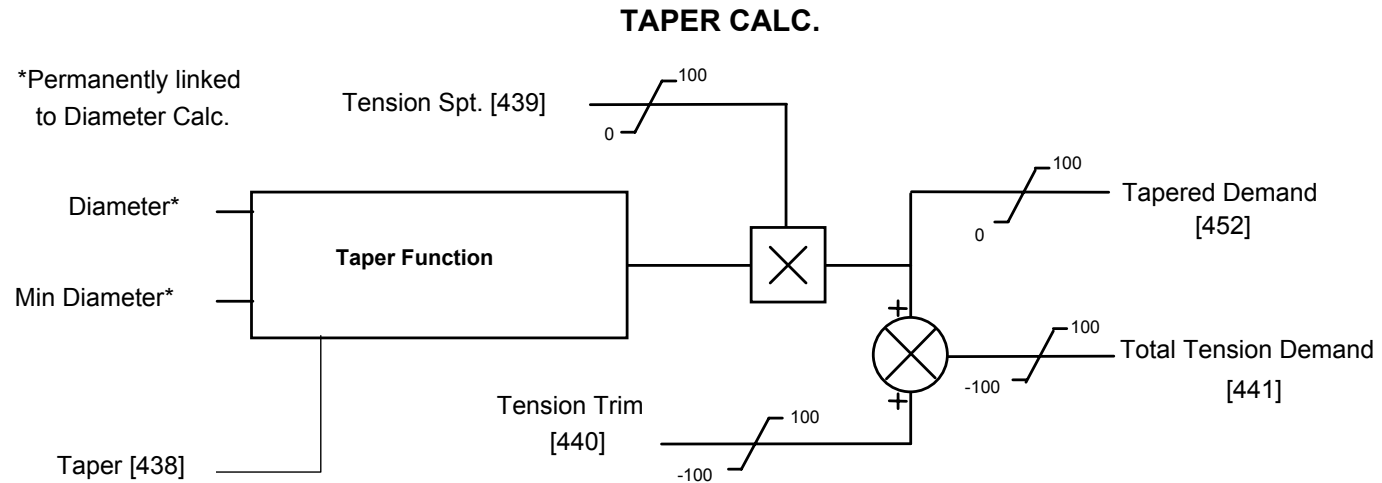 TAPER CALC.
*Permanently linked
to Diameter Calc.
Tension Spt. [439]
100
0
Diameter*
Min Diameter*
Taper Function
Taper [438]
100
0
Tapered Demand
[452]
+
+
100
-100
Total Tension Demand
[441]
Tension Trim
[440]
100
-100